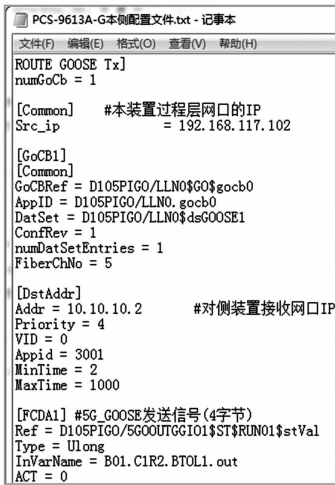 PCS-9613A-G本侧配置文件.txt - 记事本
文件(F) 编辑(E) 格式(O) 查看(V) 帮助(H)
ROUTE GOOSE Tx]
numGoCb = 1
[Common] #本装置过程层网口的IP
Src_ip = 192.168.117.102
[GoCB1]
[Common]
GoCBRef = D105PIGO/LLN0$GO$gocb0
AppID = D105PIGO/LLN0.gocb0
DatSet = D105PIGO/LLN0$dsGOOSE1
ConfRev = 1
numDatSetEntries = 1
FiberChNo = 5
[DstAddr]
Addr = 10.10.10.2 #对侧装置接收网口IP
Priority = 4
VID = 0
Appid = 3001
MinTime = 2
MaxTime = 1000
[FCDA1] #5G_GOOSE发送信号(4字节)
Ref = D105PIGO/5GOOUTGGIO1$ST$RUN01$stVal
Type = Ulong
InVarName = B01.C1R2.BTOL1.out
ACT = 0